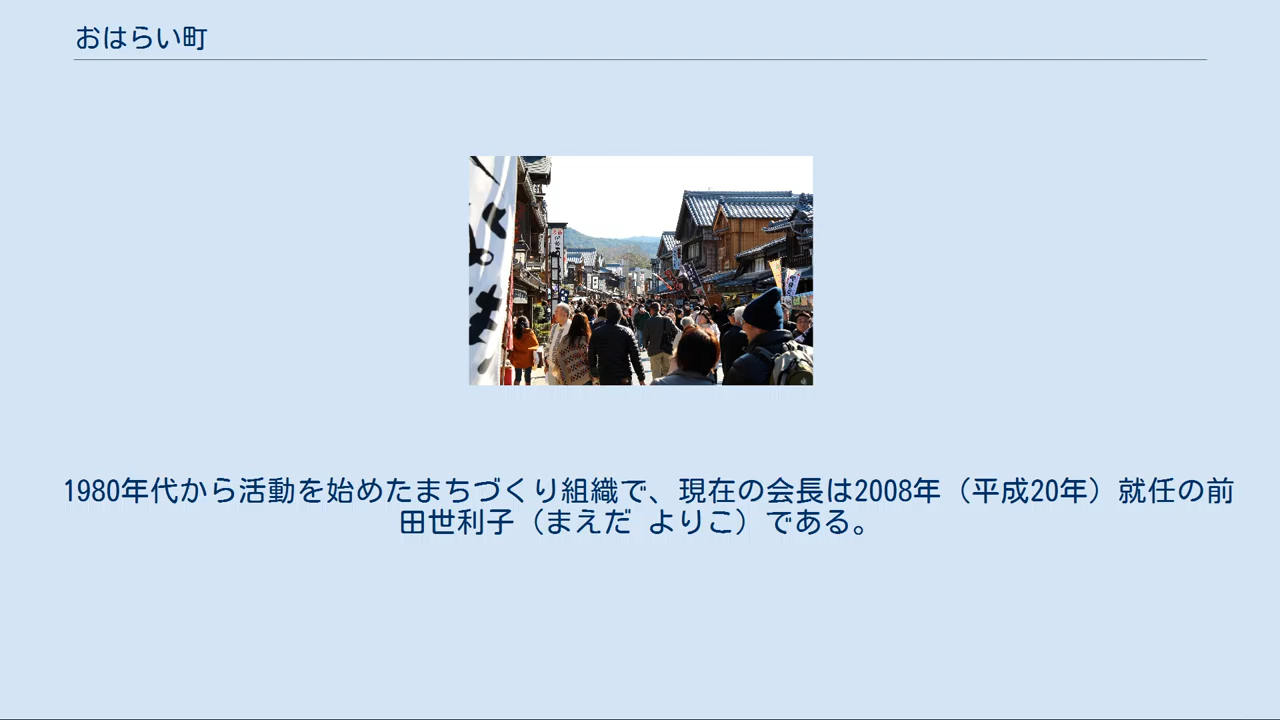 おはらい町
1980年代から活動を始めたまちづくり組織で、現在の会長は2008年（平成20年）就任の前
田世利子（まえだ よりこ）である。